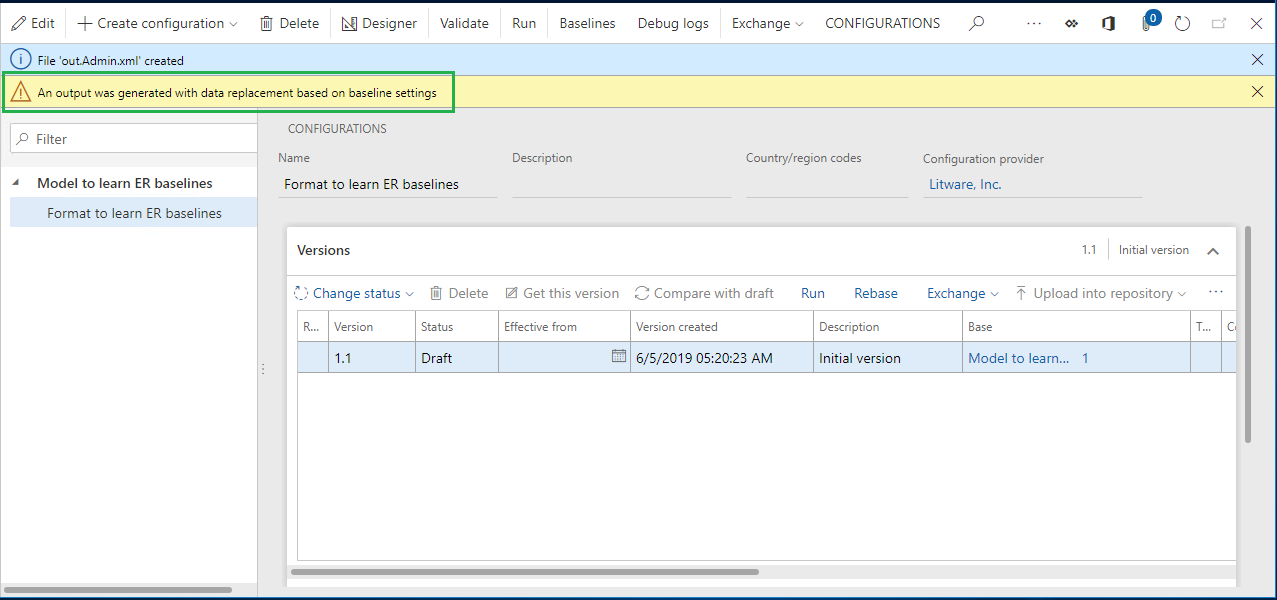 Edit Create configuration Delete Designer Validate Run Baselines Debug logs Exchange CONFIGURATIONS ... 0
File 'out.Admin.xml' created
An output was generated with data replacement based on baseline settings
Filter
Model to learn ER baselines
Format to learn ER baselines
CONFIGURATIONS
Name Description Country/region codes Configuration provider
Format to learn ER baselines Litware, Inc.
Versions 1.1 Initial version
Change status Delete Get this version Compare with draft Run Rebase Exchange Upload into repository ...
R... Version Status Effective from Version created Description Base T...
1.1 Draft 6/5/2019 05:20:23 AM Initial version Model to learn... 1